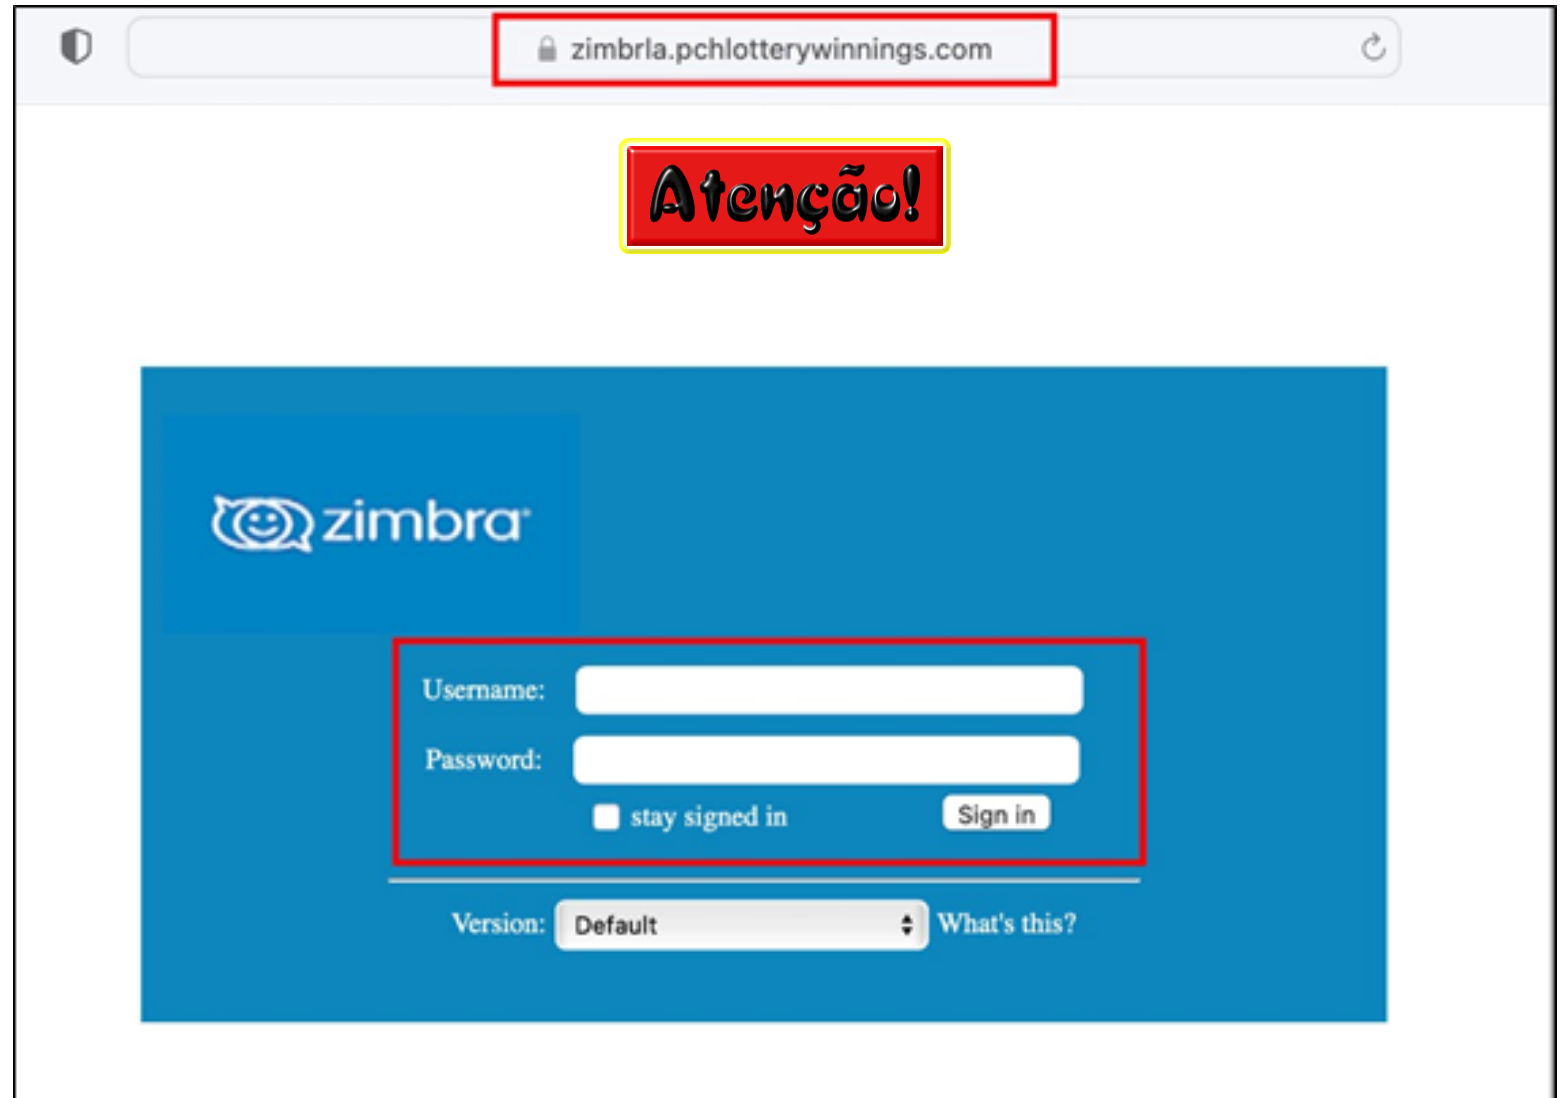 zimbrla.pchlotterywinnings.com
Atenção!
zimbra
Username:
Password:
stay signed in Sign in
Version: Default What's this?